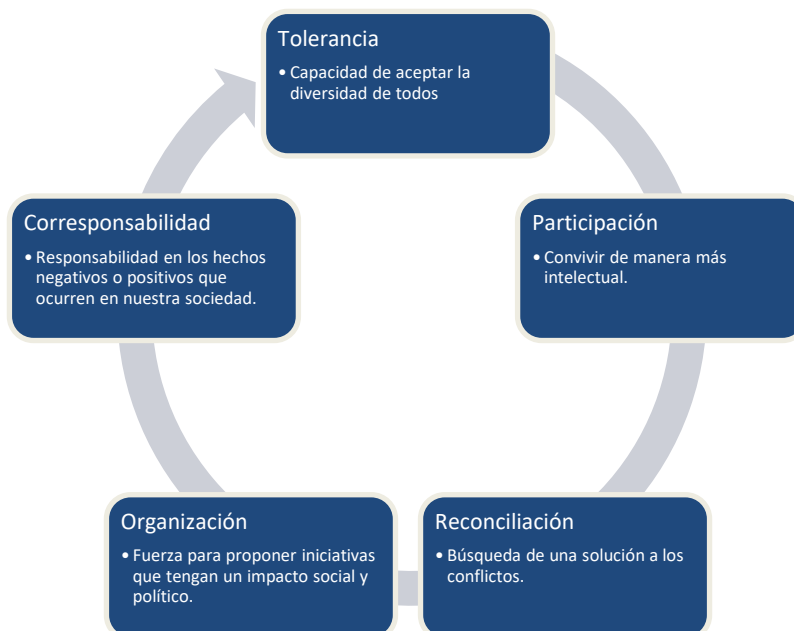 Tolerancia
• Capacidad de aceptar la
diversidad de todos
Participación
• Convivir de manera más
intelectual.
Reconciliación
• Búsqueda de una solución a los
conflictos.
Organización
• Fuerza para proponer iniciativas
que tengan un impacto social y
político.
Corresponsabilidad
• Responsabilidad en los hechos
negativos o positivos que
ocurren en nuestra sociedad.